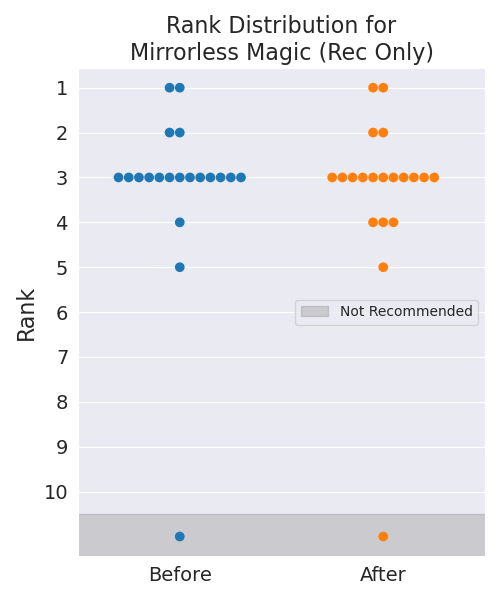 Rank Distribution for
Mirrorless Magic (Rec Only)
Rank
1
2
3
4
5
6
7
8
9
10
Not Recommended
Before
After